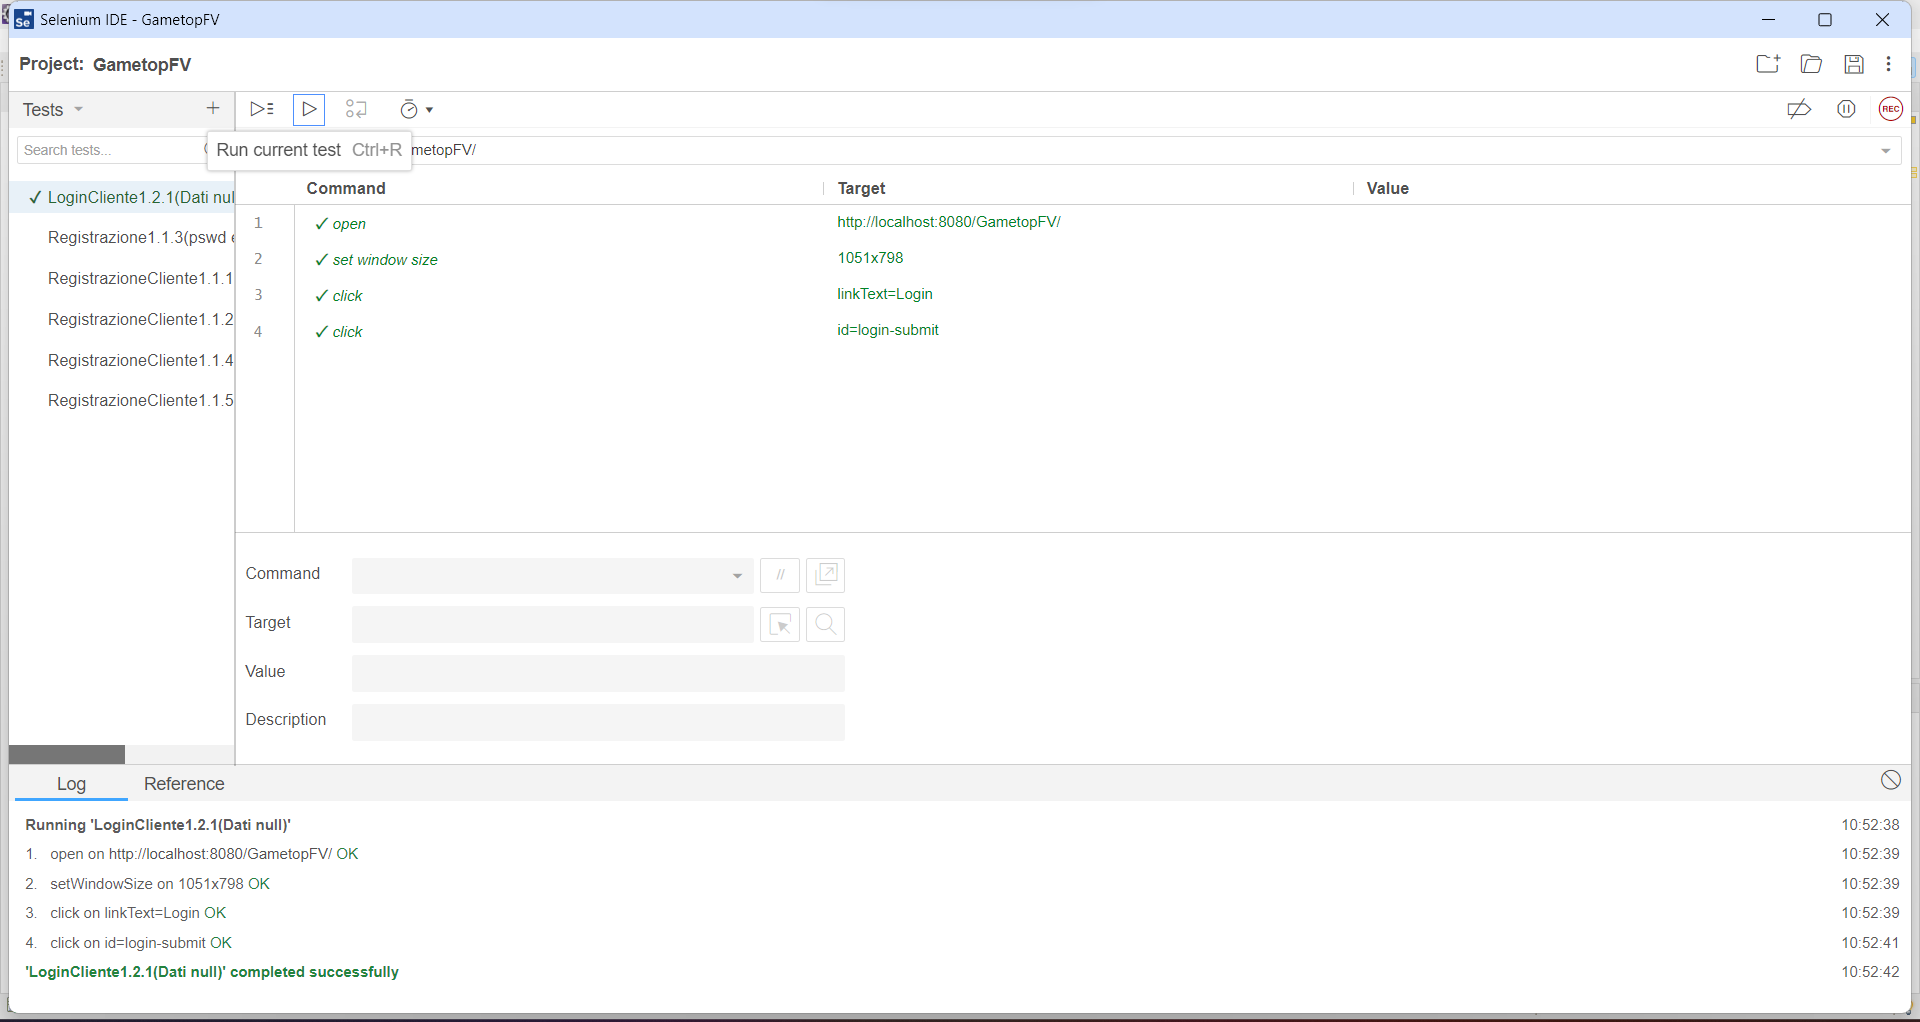 Selenium IDE - GametopFV
Project: GametopFV
Tests
REC
Search tests...
Run current test Ctrl+R
metopFV/
Command Target Value
LoginCliente1.2.1(Dati nul
Registrazione1.1.3(pswd e
RegistrazioneCliente1.1.1
RegistrazioneCliente1.1.2
RegistrazioneCliente1.1.4
RegistrazioneCliente1.1.5
1 ✓ open http://localhost:8080/GametopFV/
2 ✓ set window size 1051x798
3 ✓ click linkText=Login
4 ✓ click id=login-submit
Command //
Target
Value
Description
Log Reference
Running 'LoginCliente1.2.1(Dati null)' 10:52:38
1. open on http://localhost:8080/GametopFV/ OK 10:52:39
2. setWindowSize on 1051x798 OK 10:52:39
3. click on linkText=Login OK 10:52:39
4. click on id=login-submit OK 10:52:41
'LoginCliente1.2.1(Dati null)' completed successfully 10:52:42